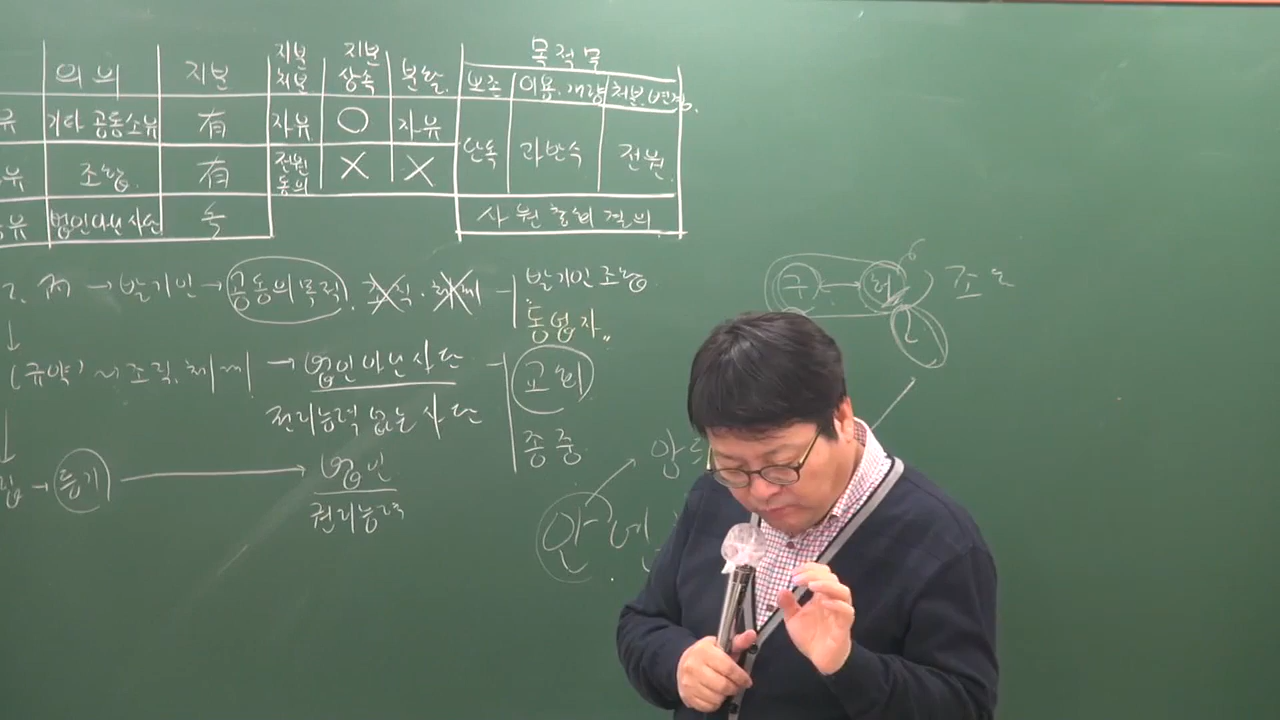 목적물
의의 지분 지분처분 지분상속 분할 보존 이용·개량 처분·변경
유 기타 공동소유 有 자유 ○ 자유 단독 과반수 전원
유 조합 有 전원동의 × × 
유 법인아닌사단 사원총회결의
2. → 발기인 → 공동의목적 조직·체계 발기인조합
동업자
(규약) 조직·체계 → 법인아닌사단 교회
권리능력 없는 사단 종중
→ 등기 → 법인
권리능력
조